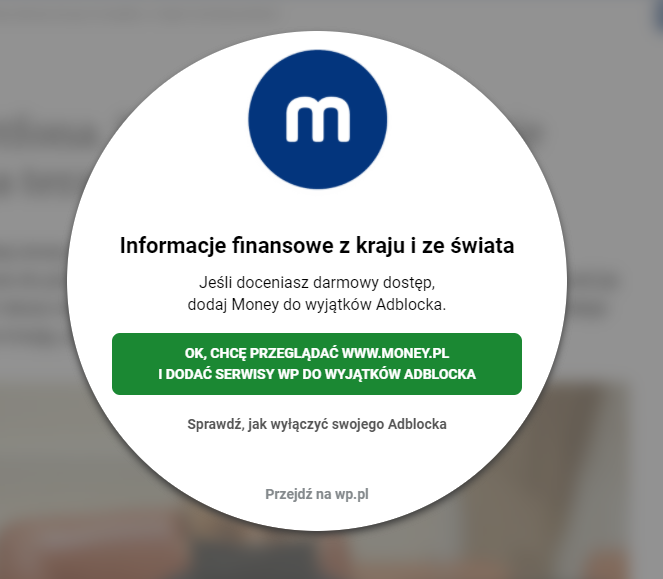 m
Informacje finansowe z kraju i ze świata
Jeśli doceniasz darmowy dostęp,
dodaj Money do wyjątków Adblocka.
OK, CHCĘ PRZEGLĄDAĆ WWW.MONEY.PL
I DODAĆ SERWISY WP DO WYJĄTKÓW ADBLOCKA
Sprawdź, jak wyłączyć swojego Adblocka
Przejdź na wp.pl